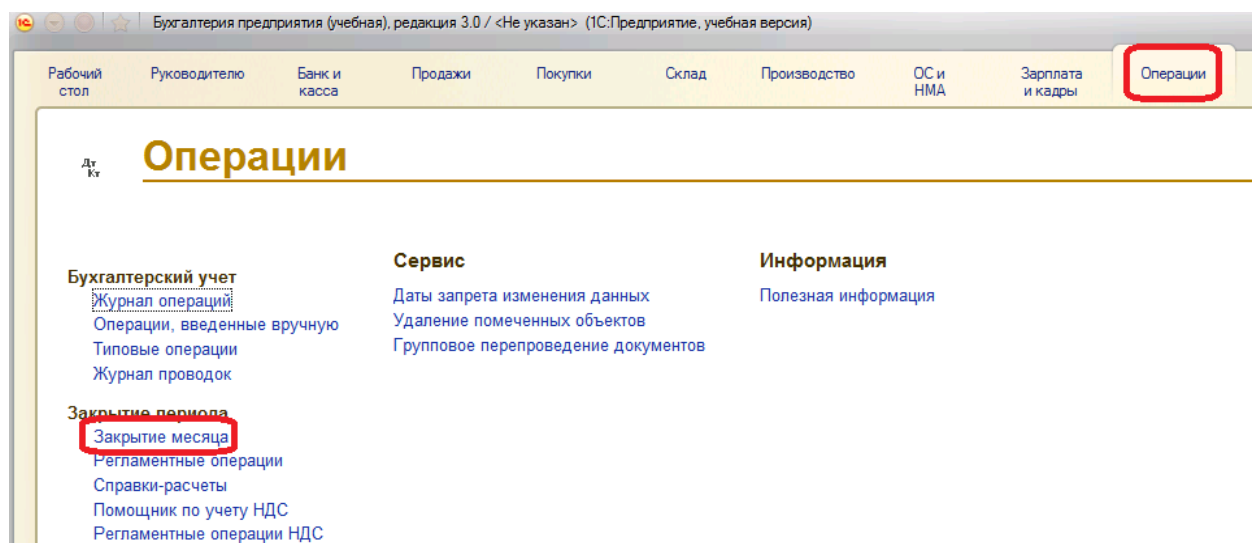 1С Бухгалтерия предприятия (учебная), редакция 3.0 / <Не указан> (1С:Предприятие, учебная версия)
Рабочий стол
Руководителю
Банк и касса
Продажи
Покупки
Склад
Производство
ОС и НМА
Зарплата и кадры
Операции
Дт
Кт
Операции
Бухгалтерский учет
Журнал операций
Операции, введенные вручную
Типовые операции
Журнал проводок
Закрытие периода
Закрытие месяца
Регламентные операции
Справки-расчеты
Помощник по учету НДС
Регламентные операции НДС
Сервис
Даты запрета изменения данных
Удаление помеченных объектов
Групповое перепроведение документов
Информация
Полезная информация